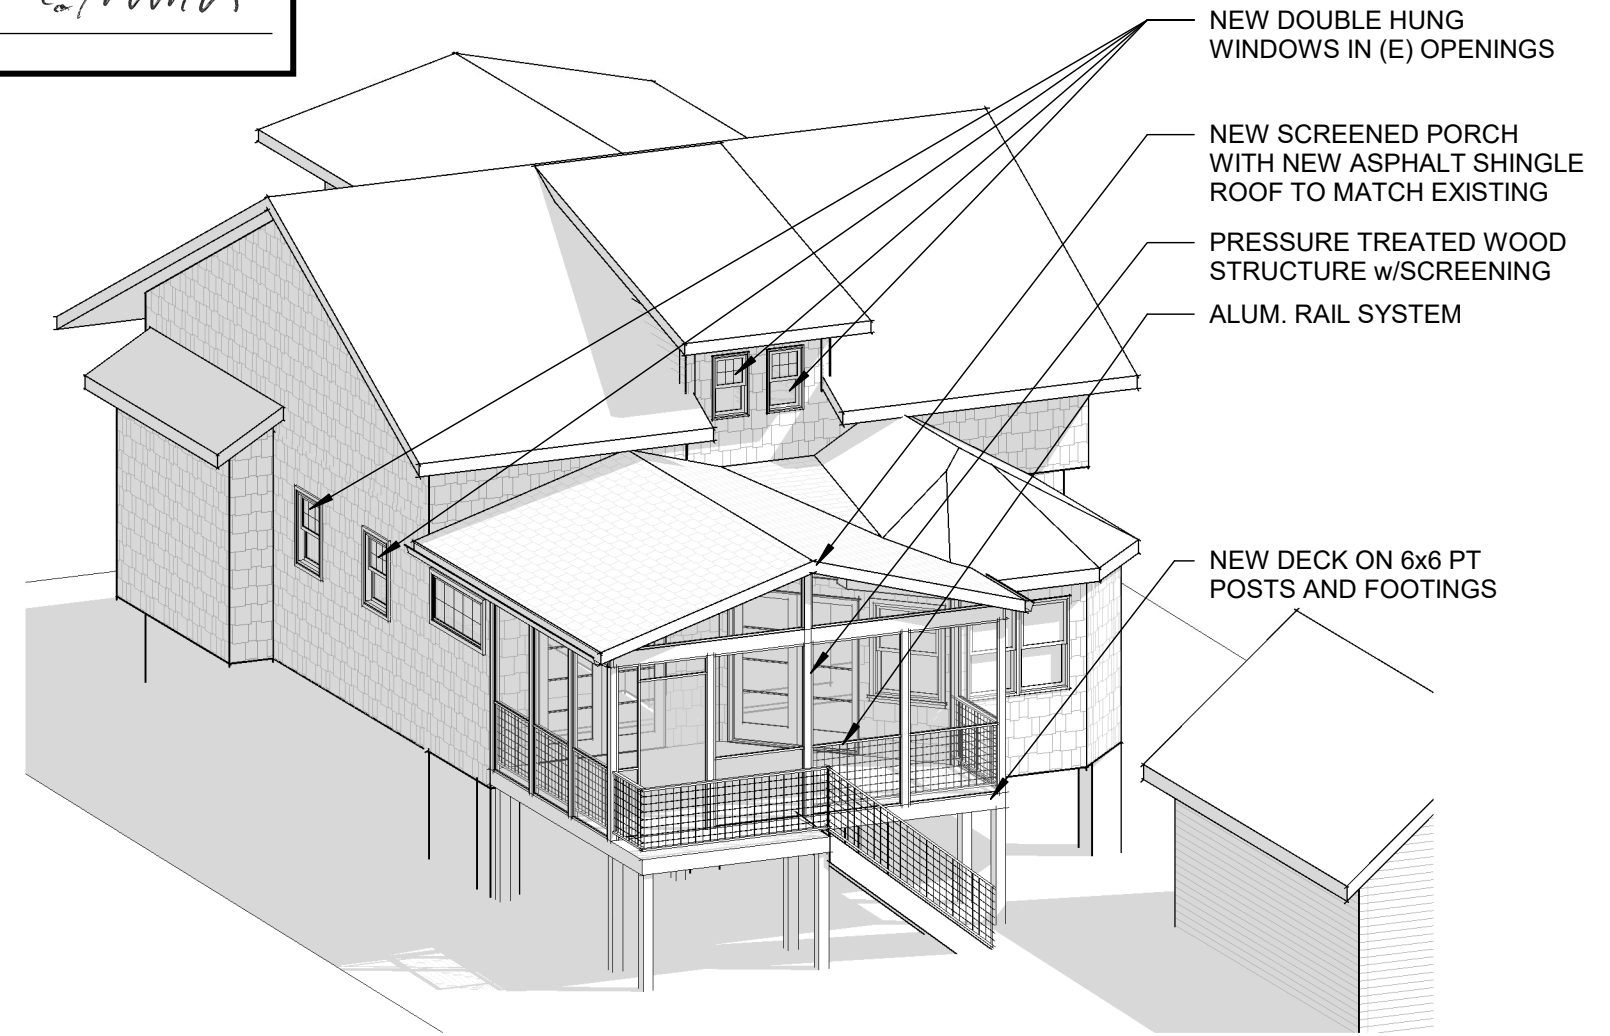 NEW DOUBLE HUNG
WINDOWS IN (E) OPENINGS
NEW SCREENED PORCH
WITH NEW ASPHALT SHINGLE
ROOF TO MATCH EXISTING
PRESSURE TREATED WOOD
STRUCTURE w/SCREENING
ALUM. RAIL SYSTEM
NEW DECK ON 6x6 PT
POSTS AND FOOTINGS